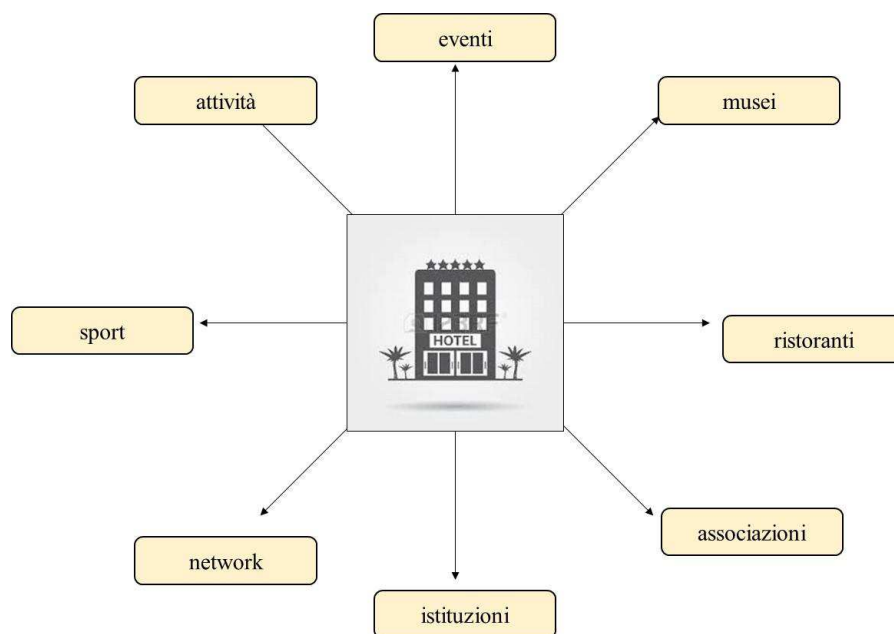 eventi
attività
musei
HOTEL
sport
ristoranti
associazioni
network
istituzioni